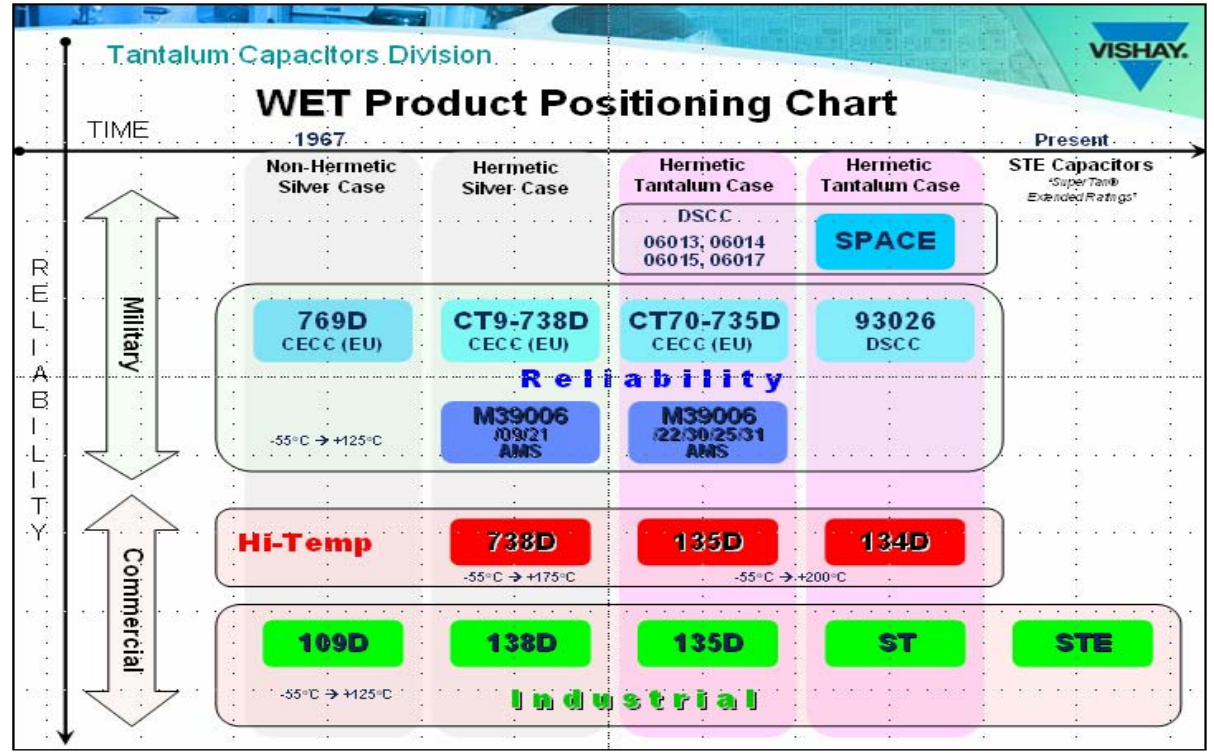 Tantalum Capacitors Division
VISHAY.
WET Product Positioning Chart
TIME
1967
Present
Non-Hermetic
Silver Case
Hermetic
Silver Case
Hermetic
Tantalum Case
Hermetic
Tantalum Case
STE Capacitors
"SuperTan®
Extended Ratings"
RELIABILITY
Military
DSCC
06013, 06014
06015, 06017
SPACE
769D
CECC (EU)
CT9-738D
CECC (EU)
CT70-735D
CECC (EU)
93026
DSCC
Reliability
-55°C → +125°C
M39006
/09/21
AMS
M39006
/22/30/25/31
AMS
Commercial
Hi-Temp
738D
135D
134D
-55°C → +175°C
-55°C → +200°C
109D
138D
135D
ST
STE
-55°C → +125°C
Industrial